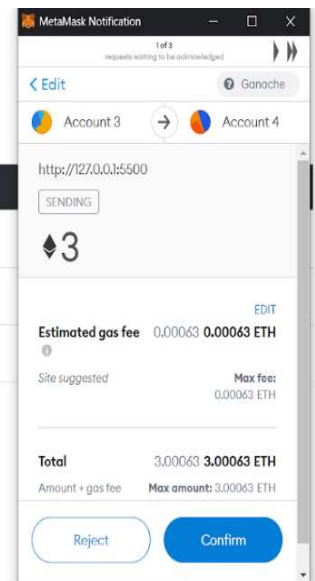 MetaMask Notification
1 of 3
requests waiting to be acknowledged
Edit
Ganache
Account 3
Account 4
http://127.0.0.1:5500
SENDING
3
EDIT
Estimated gas fee 0.00063 0.00063 ETH
Site suggested Max fee:
0.00063 ETH
Total 3.00063 3.00063 ETH
Amount + gas fee Max amount: 3.00063 ETH
Reject Confirm